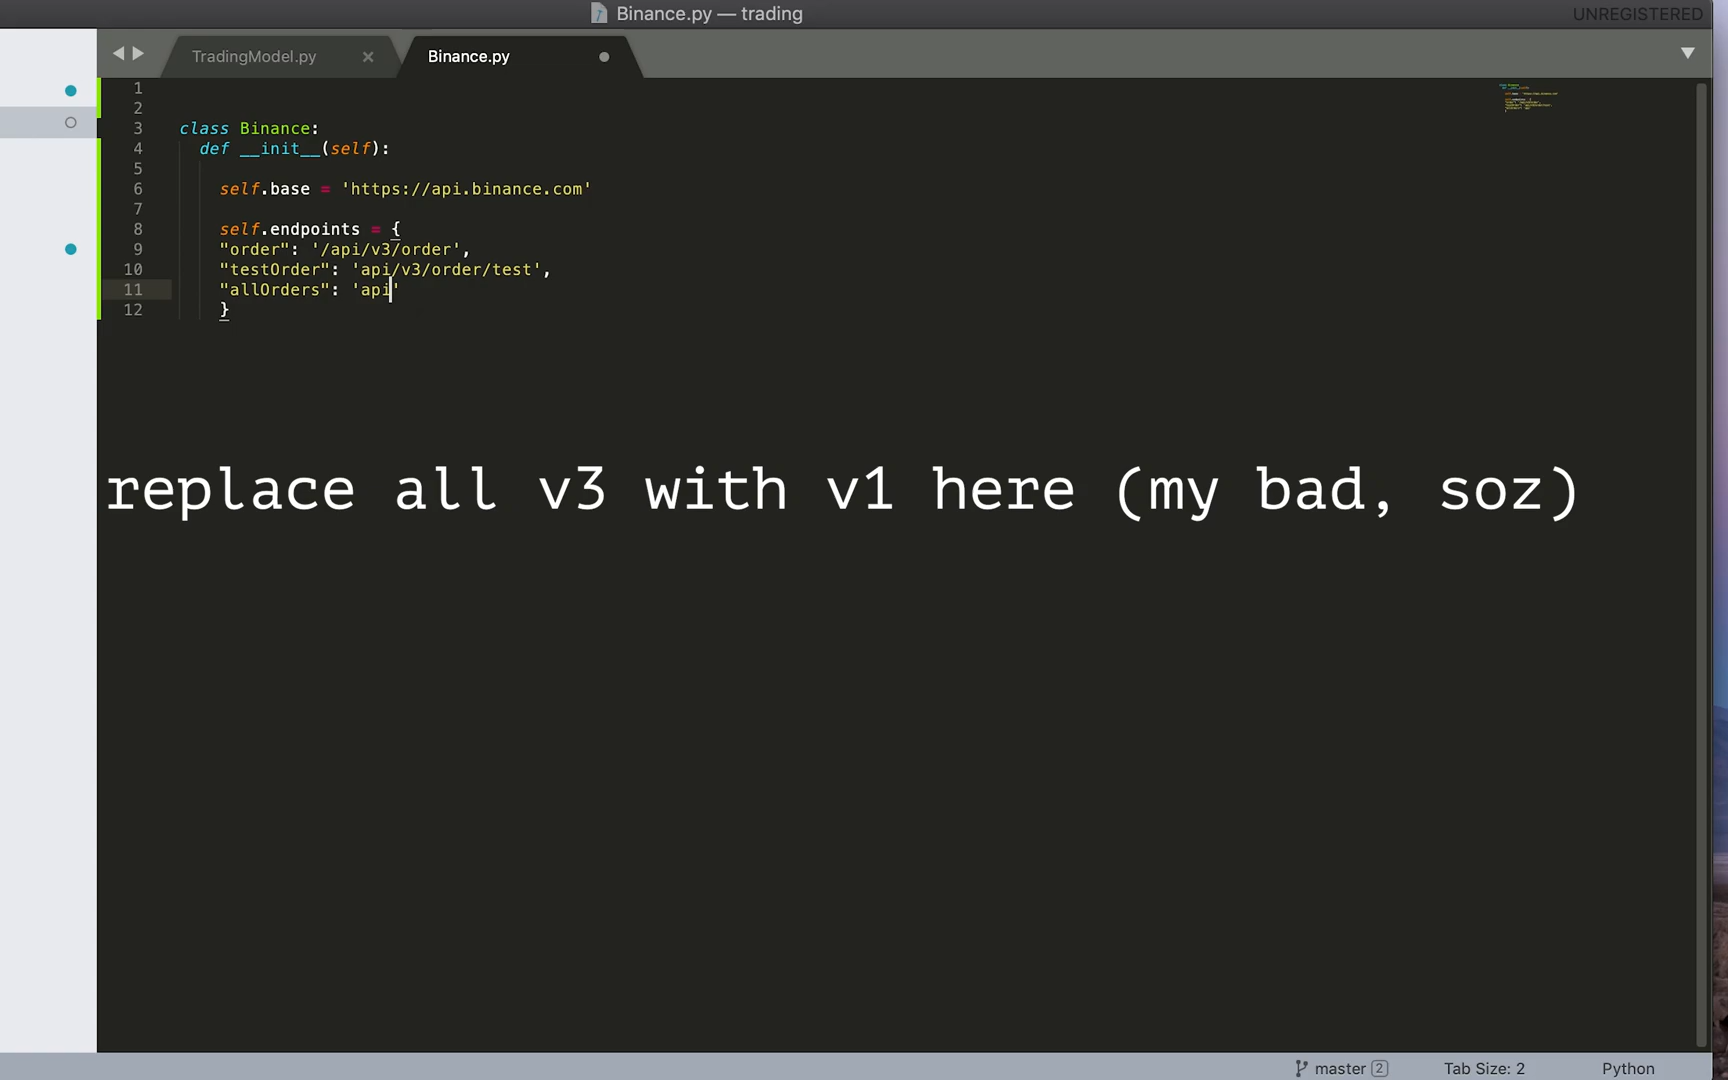 Binance.py — trading
UNREGISTERED
TradingModel.py
Binance.py
1
2
3 class Binance:
4 def __init__(self):
5
6 self.base = 'https://api.binance.com'
7
8 self.endpoints = {
9 "order": '/api/v3/order',
10 "testOrder": 'api/v3/order/test',
11 "allOrders": 'api'
12 }
replace all v3 with v1 here (my bad, soz)
master 2
Tab Size: 2
Python